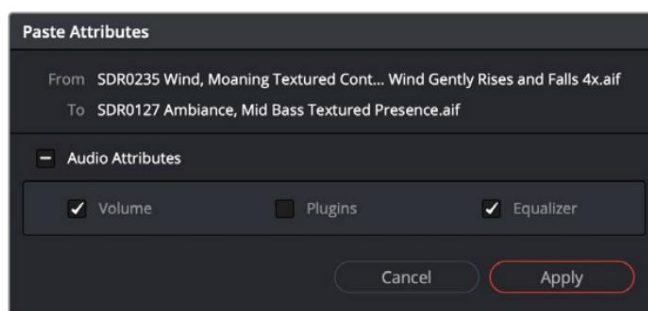 Paste Attributes
From SDR0235 Wind, Moaning Textured Cont... Wind Gently Rises and Falls 4x.aif
To SDR0127 Ambiance, Mid Bass Textured Presence.aif
Audio Attributes
Volume Plugins Equalizer
Cancel Apply